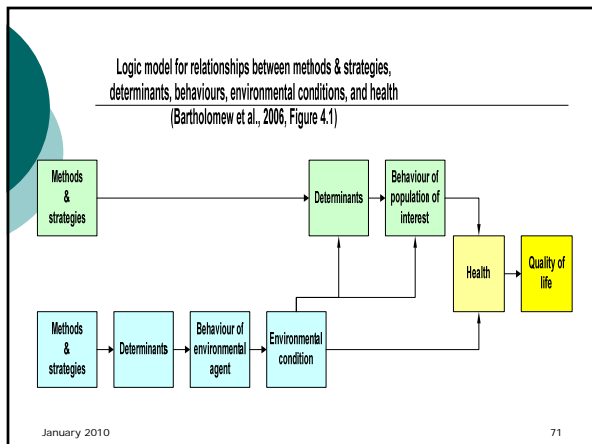 Logic model for relationships between methods & strategies,
determinants, behaviours, environmental conditions, and health
(Bartholomew et al., 2006, Figure 4.1)
Methods
&
strategies
Determinants
Behaviour of
population of
interest
Health
Quality of
life
Methods
&
strategies
Determinants
Behaviour of
environmental
agent
Environmental
condition
January 2010
71